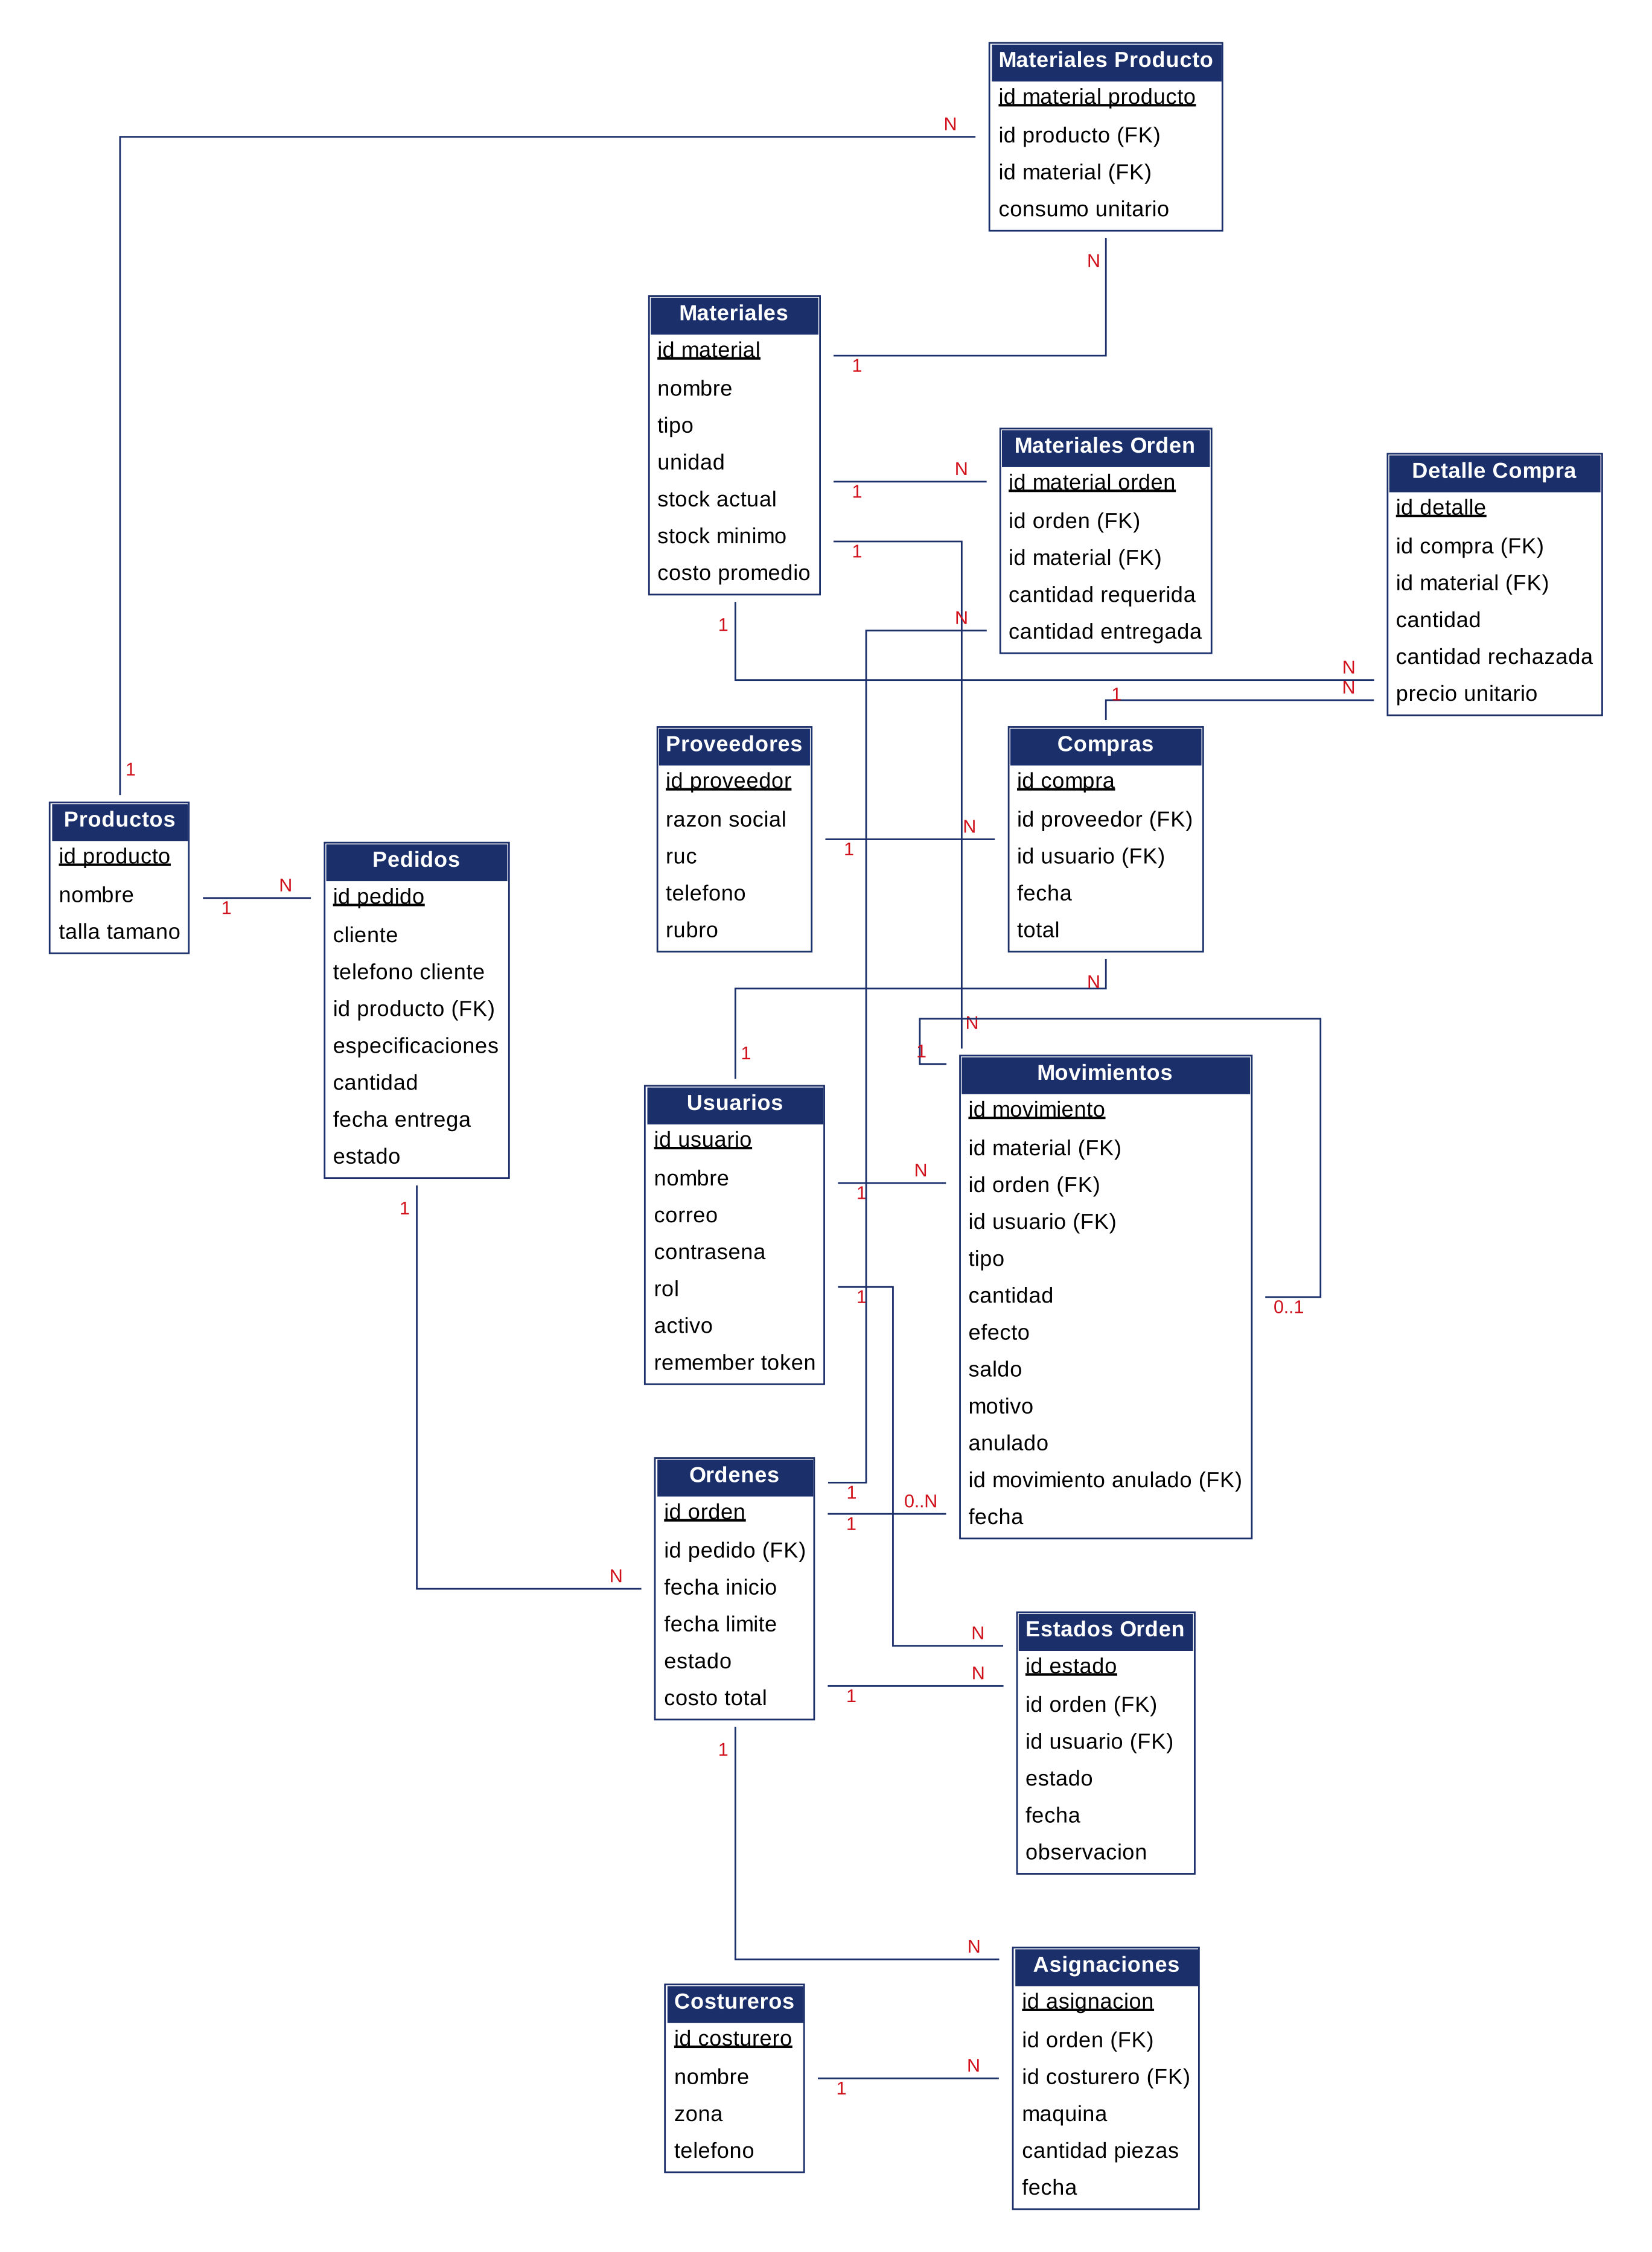 Materiales Producto
id material producto
id producto (FK)
id material (FK)
consumo unitario
N
N
Materiales
id material
nombre
tipo
unidad
stock actual
stock minimo
costo promedio
1
1
1
1
Materiales Orden
id material orden
id orden (FK)
id material (FK)
cantidad requerida
cantidad entregada
N
N
Detalle Compra
id detalle
id compra (FK)
id material (FK)
cantidad
cantidad rechazada
precio unitario
N
N
Proveedores
id proveedor
razon social
ruc
telefono
rubro
1
Compras
id compra
id proveedor (FK)
id usuario (FK)
fecha
total
1
N
N
Productos
id producto
nombre
talla tamano
1
1
Pedidos
id pedido
cliente
telefono cliente
id producto (FK)
especificaciones
cantidad
fecha entrega
estado
N
1
Usuarios
id usuario
nombre
correo
contrasena
rol
activo
remember token
1
1
1
Movimientos
id movimiento
id material (FK)
id orden (FK)
id usuario (FK)
tipo
cantidad
efecto
saldo
motivo
anulado
id movimiento anulado (FK)
fecha
N
1
N
0..1
0..N
Ordenes
id orden
id pedido (FK)
fecha inicio
fecha limite
estado
costo total
1
1
N
1
1
Estados Orden
id estado
id orden (FK)
id usuario (FK)
estado
fecha
observacion
N
N
Costureros
id costurero
nombre
zona
telefono
1
Asignaciones
id asignacion
id orden (FK)
id costurero (FK)
maquina
cantidad piezas
fecha
N
N